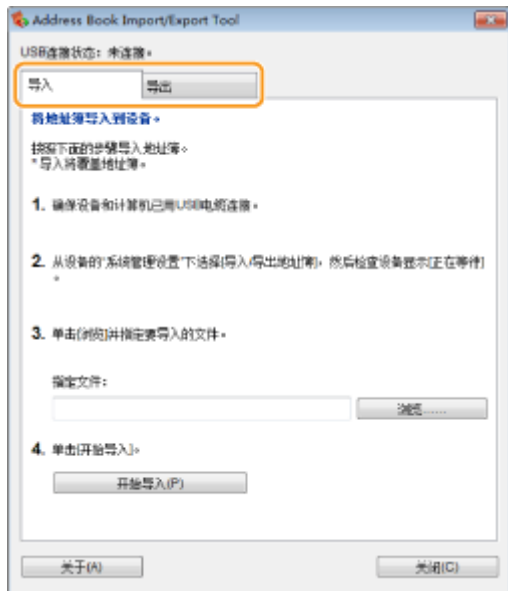 Address Book Import/Export Tool
USB连接状态：未连接。
导入
导出
将地址簿导入到设备。
按照下面的步骤导入地址簿。
*导入将覆盖地址簿。
1. 确保设备和计算机已用USB电缆连接。
2. 从设备的"系统管理设置"下选择[导入/导出地址簿]，然后检查设备显示[正在等待]
。
3. 单击[浏览]并指定要导入的文件。
指定文件：
浏览......
4. 单击[开始导入]。
开始导入(P)
关于(A)
关闭(C)